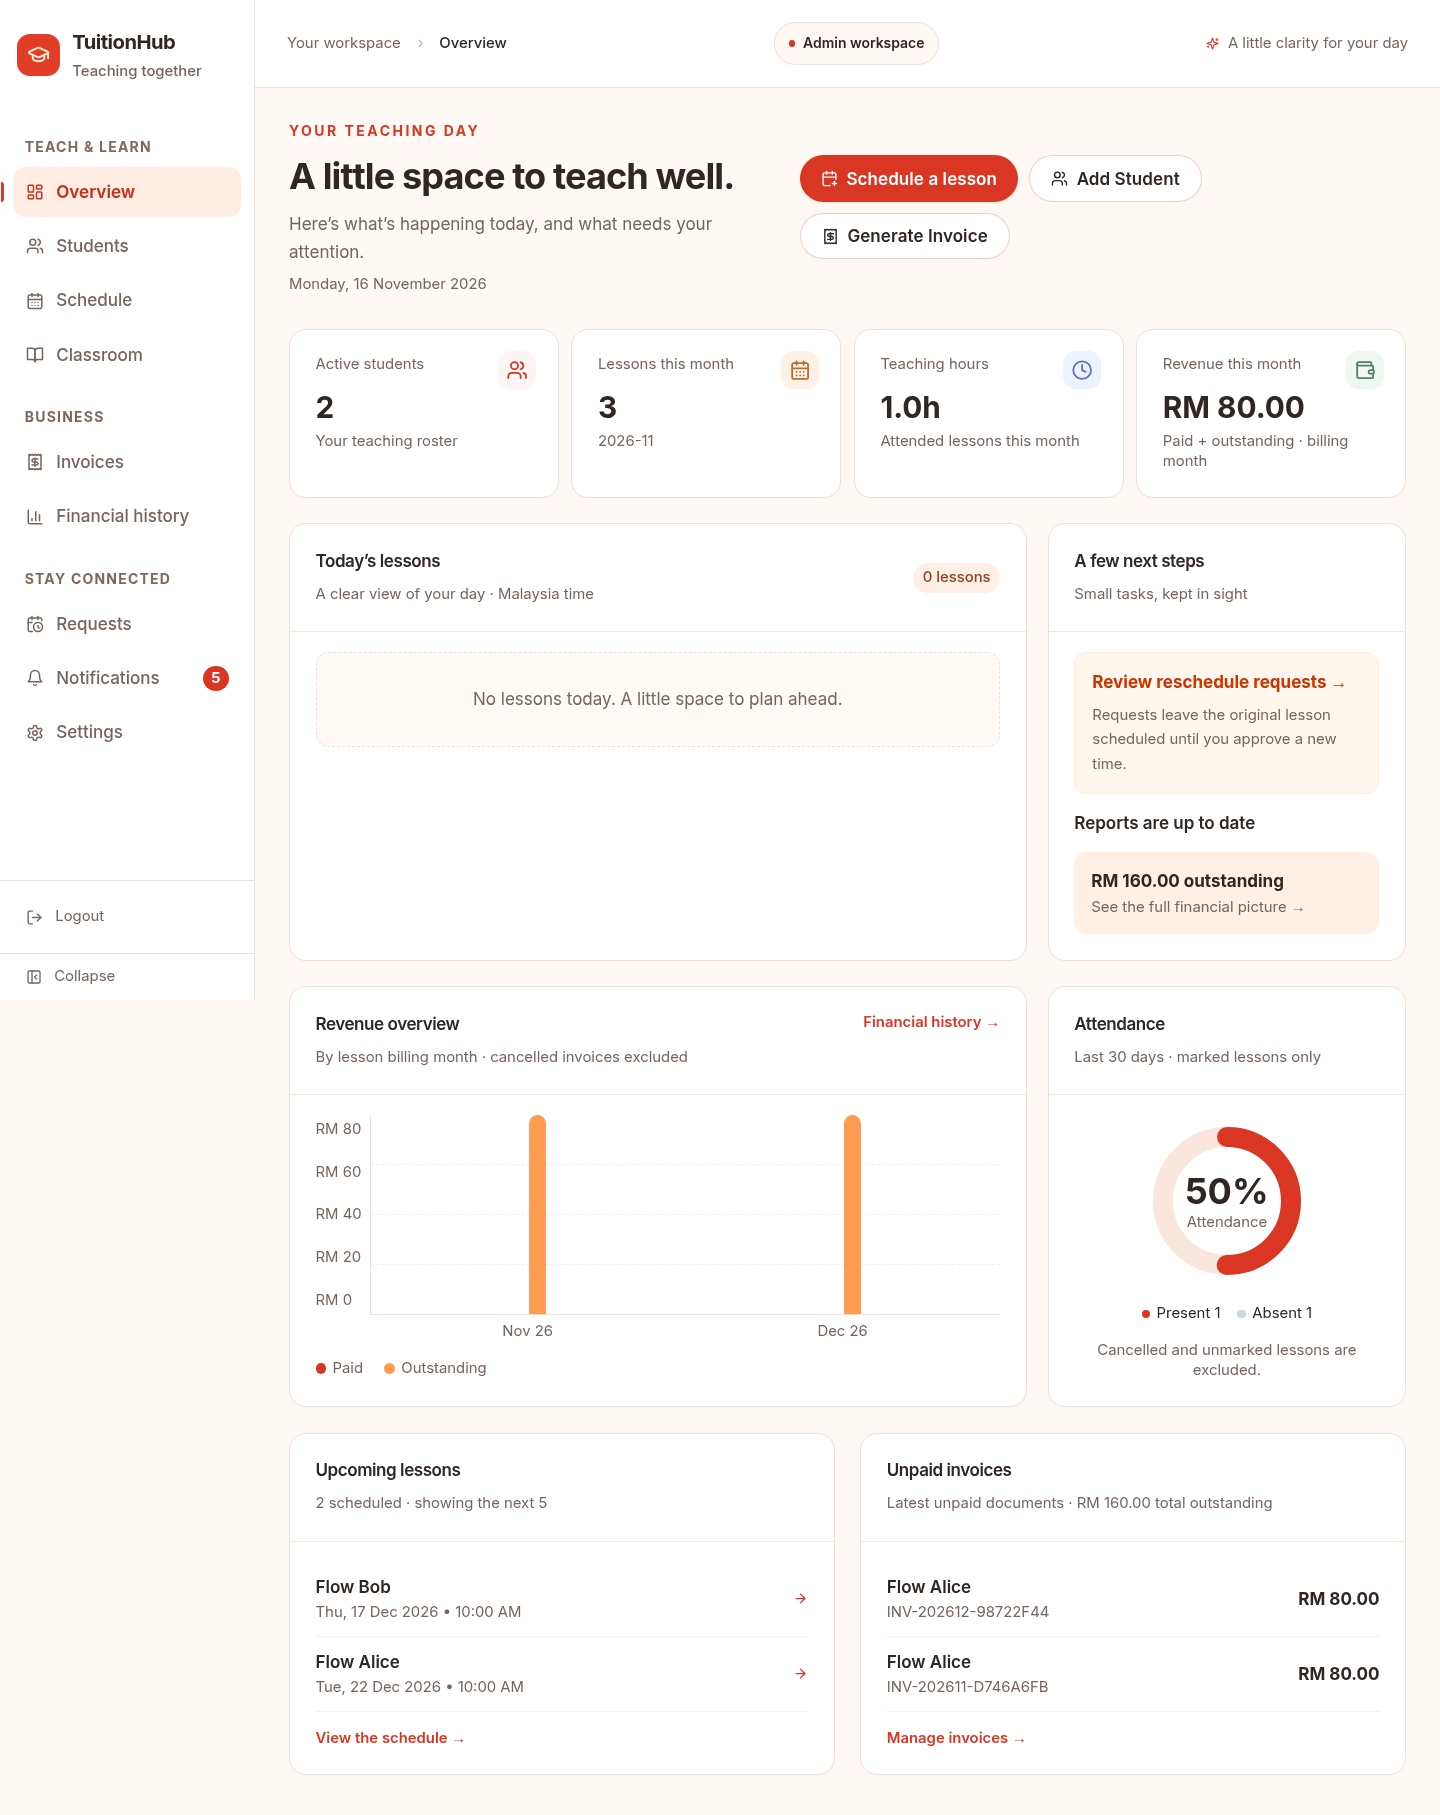 TuitionHub
Teaching together
TEACH & LEARN
Overview
Students
Schedule
Classroom
BUSINESS
Invoices
Financial history
STAY CONNECTED
Requests
Notifications
5
Settings
Logout
Collapse
Your workspace
Overview
Admin workspace
A little clarity for your day
YOUR TEACHING DAY
A little space to teach well.
Here’s what’s happening today, and what needs your
attention.
Monday, 16 November 2026
Schedule a lesson
Add Student
Generate Invoice
Active students
2
Your teaching roster
Lessons this month
3
2026-11
Teaching hours
1.0h
Attended lessons this month
Revenue this month
RM 80.00
Paid + outstanding · billing
month
Today’s lessons
A clear view of your day · Malaysia time
0 lessons
No lessons today. A little space to plan ahead.
A few next steps
Small tasks, kept in sight
Review reschedule requests →
Requests leave the original lesson
scheduled until you approve a new
time.
Reports are up to date
RM 160.00 outstanding
See the full financial picture →
Revenue overview
By lesson billing month · cancelled invoices excluded
Financial history →
RM 80
RM 60
RM 40
RM 20
RM 0
Nov 26
Dec 26
Paid
Outstanding
Attendance
Last 30 days · marked lessons only
50%
Attendance
Present 1
Absent 1
Cancelled and unmarked lessons are
excluded.
Upcoming lessons
2 scheduled · showing the next 5
Flow Bob
Thu, 17 Dec 2026 • 10:00 AM
Flow Alice
Tue, 22 Dec 2026 • 10:00 AM
View the schedule →
Unpaid invoices
Latest unpaid documents · RM 160.00 total outstanding
Flow Alice
INV-202612-98722F44
RM 80.00
Flow Alice
INV-202611-D746A6FB
RM 80.00
Manage invoices →